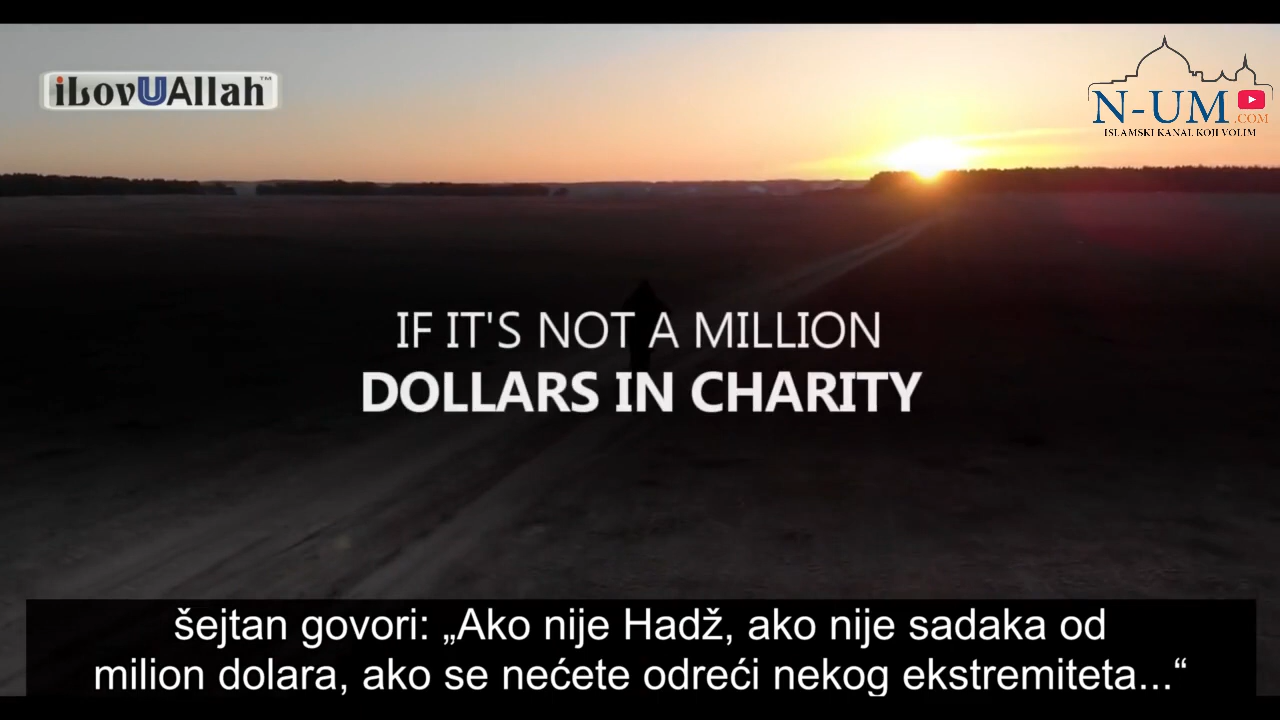 iLovUAllah™
N-UM
.COM
ISLAMSKI KANAL KOJI VOLIM
IF IT'S NOT A MILLION
DOLLARS IN CHARITY
šejtan govori: „Ako nije Hadž, ako nije sadaka od
milion dolara, ako se nećete odreći nekog ekstremiteta...“